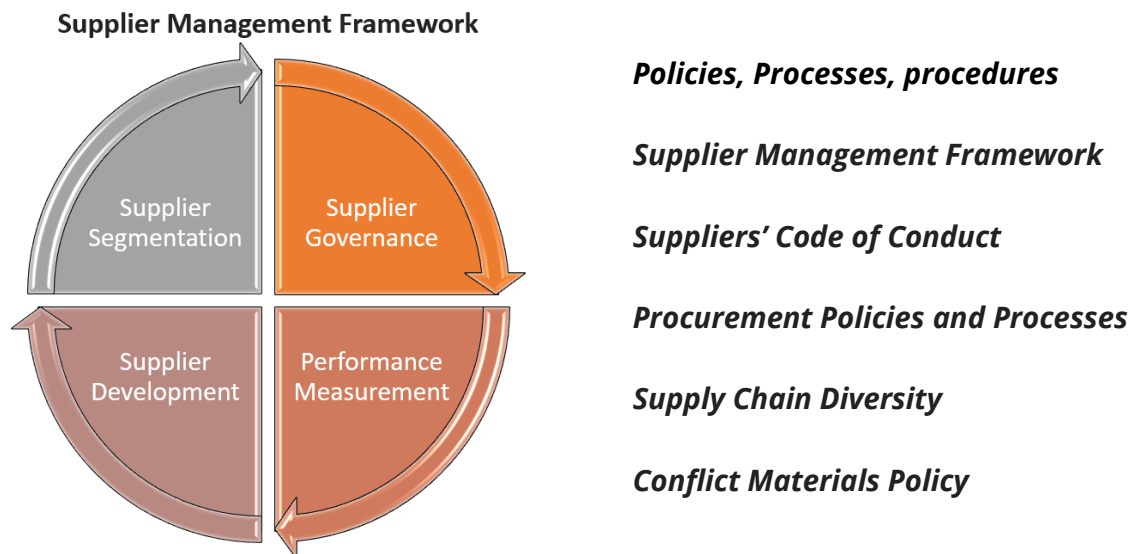 Supplier Management Framework
Supplier
Segmentation
Supplier
Governance
Supplier
Development
Performance
Measurement
Policies, Processes, procedures
Supplier Management Framework
Suppliers’ Code of Conduct
Procurement Policies and Processes
Supply Chain Diversity
Conflict Materials Policy